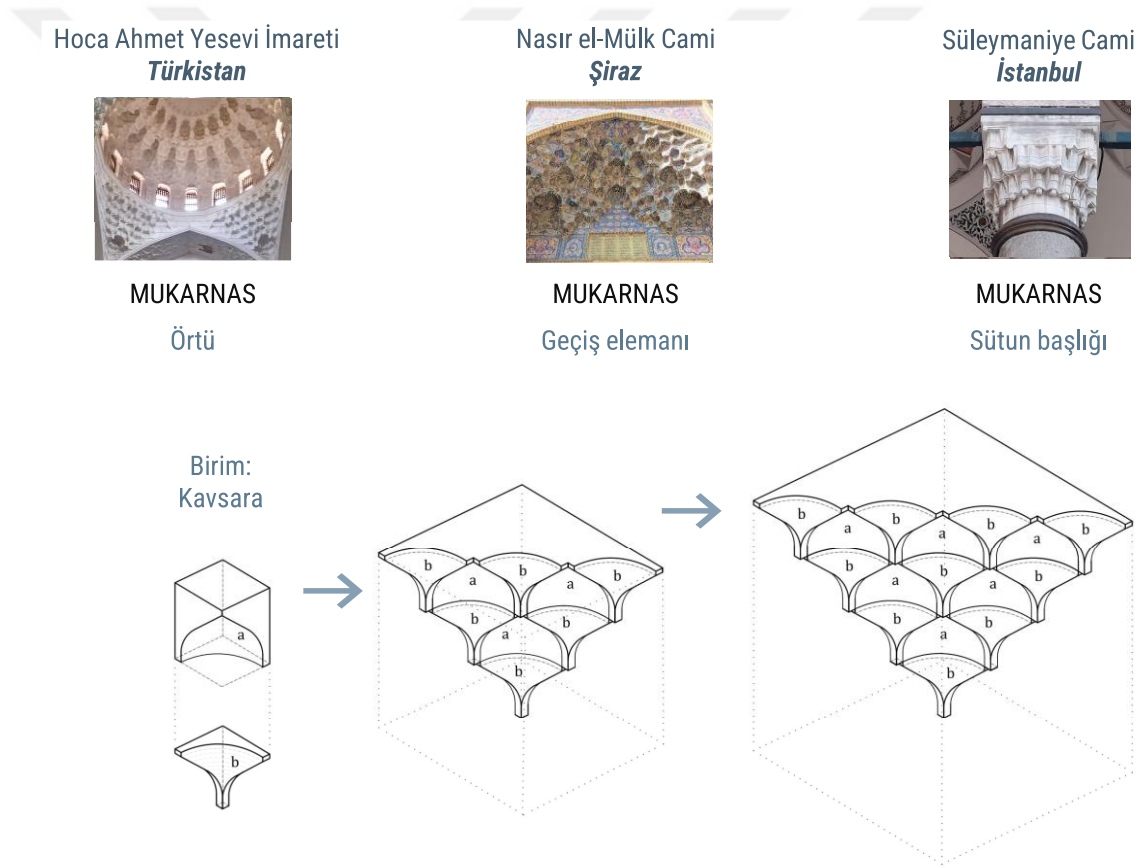 Hoca Ahmet Yesevi İmareti
Türkistan
Nasır el-Mülk Cami
Şiraz
Süleymaniye Cami
İstanbul
MUKARNAS
Örtü
MUKARNAS
Geçiş elemanı
MUKARNAS
Sütun başlığı
Birim:
Kavsara
a
b
b b b
a a
b b
a
b
b b b b
a a a
b b b
a a
b b
a
b